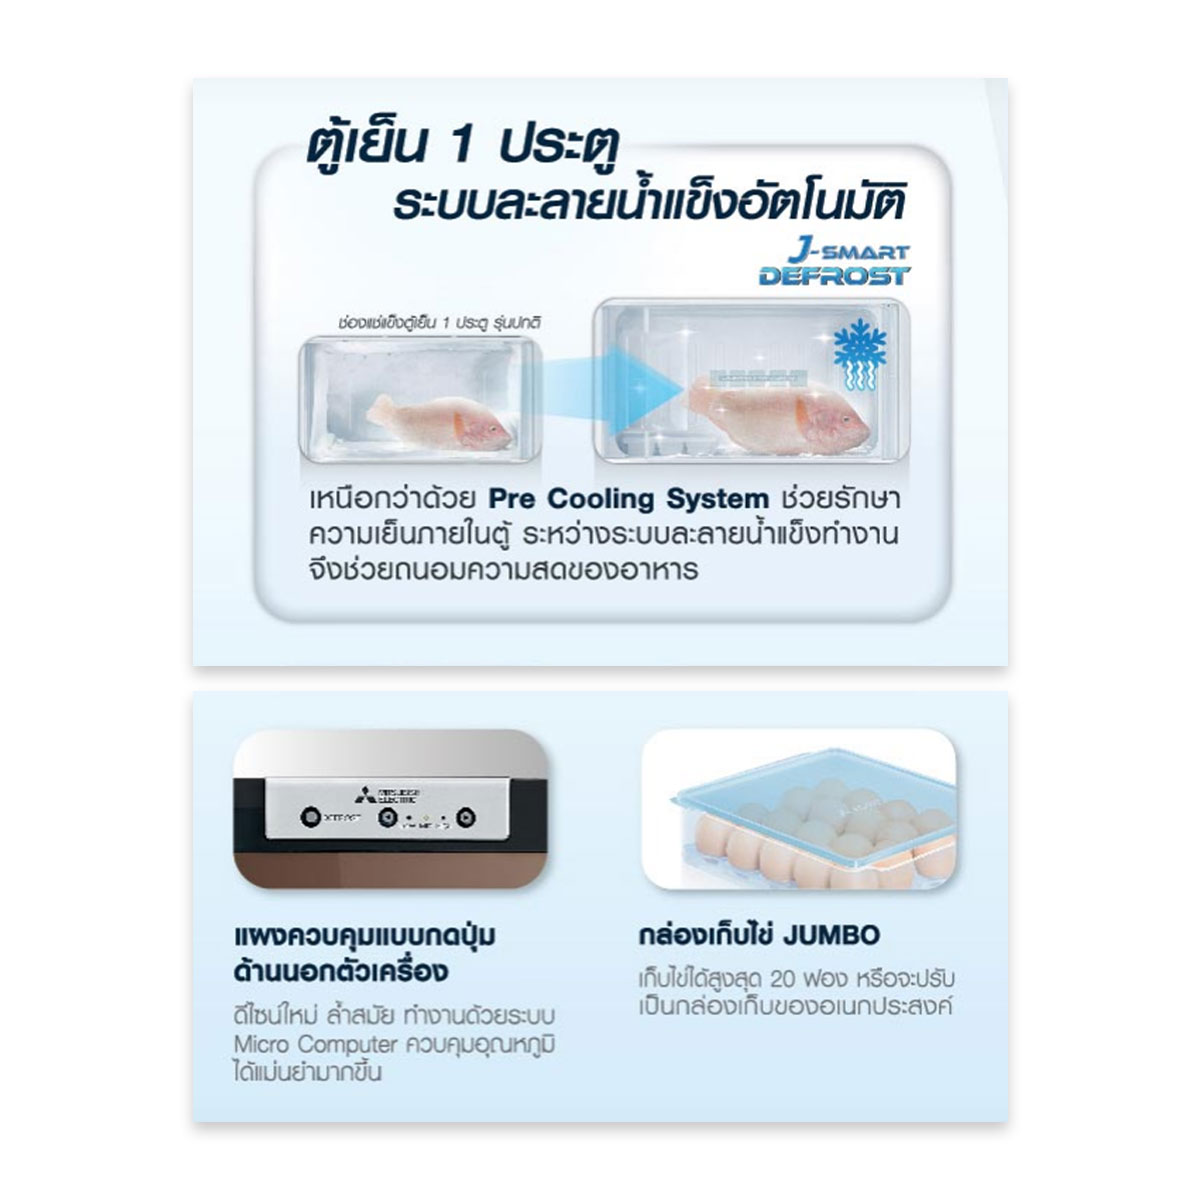 ตู้เย็น 1 ประตู
ระบบละลายน้ำแข็งอัตโนมัติ
J-SMART
DEFROST
ช่องแช่แข็งตู้เย็น 1 ประตู รุ่นปกติ
เหนือกว่าด้วย Pre Cooling System ช่วยรักษา
ความเย็นภายในตู้ ระหว่างระบบละลายน้ำแข็งทำงาน
จึงช่วยถนอมความสดของอาหาร
MITSUBISHI
ELECTRIC
DEFROST
แผงควบคุมแบบกดปุ่ม
ด้านนอกตัวเครื่อง
ดีไซน์ใหม่ ล้ำสมัย ทำงานด้วยระบบ
Micro Computer ควบคุมอุณหภูมิ
ได้แม่นยำมากขึ้น
กล่องเก็บไข่ JUMBO
เก็บไข่ได้สูงสุด 20 ฟอง หรือจะปรับ
เป็นกล่องเก็บของอเนกประสงค์